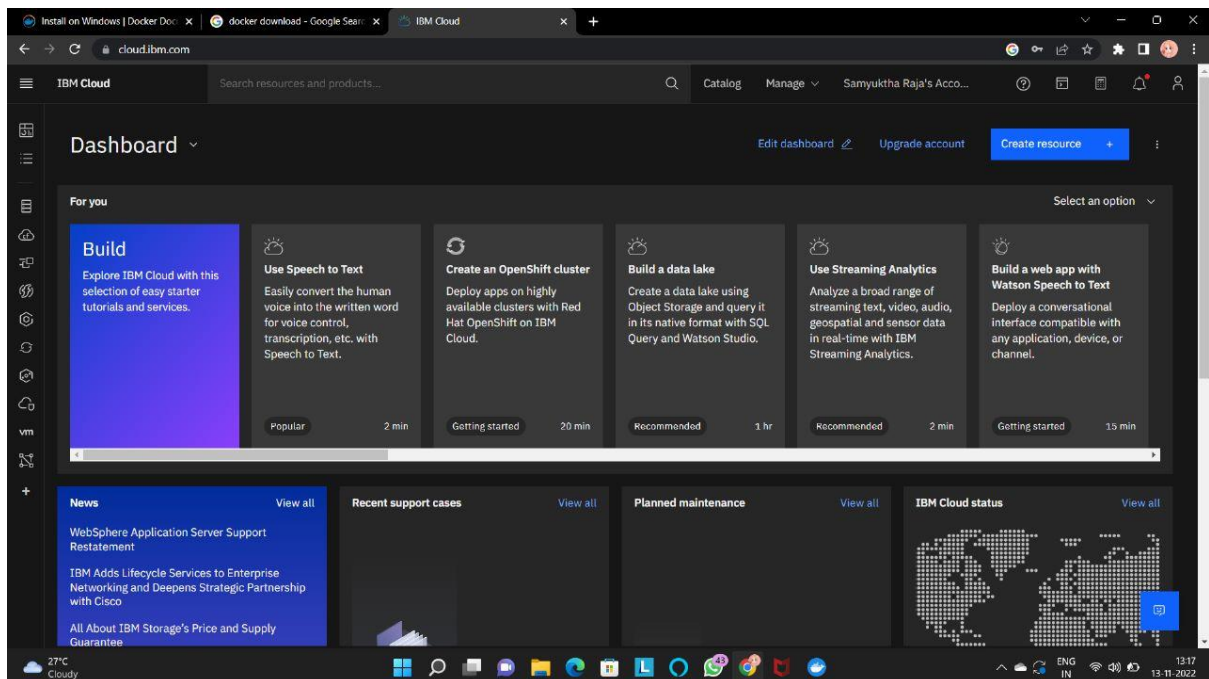 Install on Windows | Docker Doc
docker download - Google Searc
IBM Cloud
cloud.ibm.com
IBM Cloud
Search resources and products...
Catalog
Manage
Samyuktha Raja's Acco...
Dashboard
Edit dashboard
Upgrade account
Create resource +
For you
Select an option
Build
Explore IBM Cloud with this
selection of easy starter
tutorials and services.
Use Speech to Text
Easily convert the human
voice into the written word
for voice control,
transcription, etc. with
Speech to Text.
Popular 2 min
Create an OpenShift cluster
Deploy apps on highly
available clusters with Red
Hat OpenShift on IBM
Cloud.
Getting started 20 min
Build a data lake
Create a data lake using
Object Storage and query it
in its native format with SQL
Query and Watson Studio.
Recommended 1 hr
Use Streaming Analytics
Analyze a broad range of
streaming text, video, audio,
geospatial and sensor data
in real-time with IBM
Streaming Analytics.
Recommended 2 min
Build a web app with
Watson Speech to Text
Deploy a conversational
interface compatible with
any application, device, or
channel.
Getting started 15 min
vm
News View all
WebSphere Application Server Support
Restatement
IBM Adds Lifecycle Services to Enterprise
Networking and Deepens Strategic Partnership
with Cisco
All About IBM Storage's Price and Supply
Guarantee
Recent support cases View all
Planned maintenance View all
IBM Cloud status View all
27°C
Cloudy
L
43
ENG
IN
13:17
13-11-2022